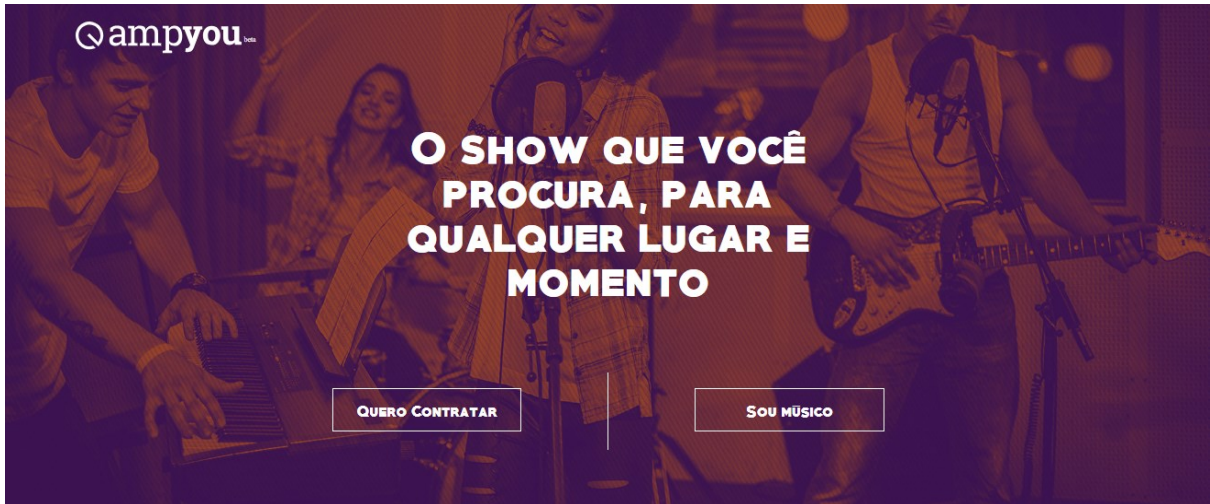 ampyou beta
O SHOW QUE VOCÊ
PROCURA, PARA
QUALQUER LUGAR E
MOMENTO
QUERO CONTRATAR
SOU MÚSICO